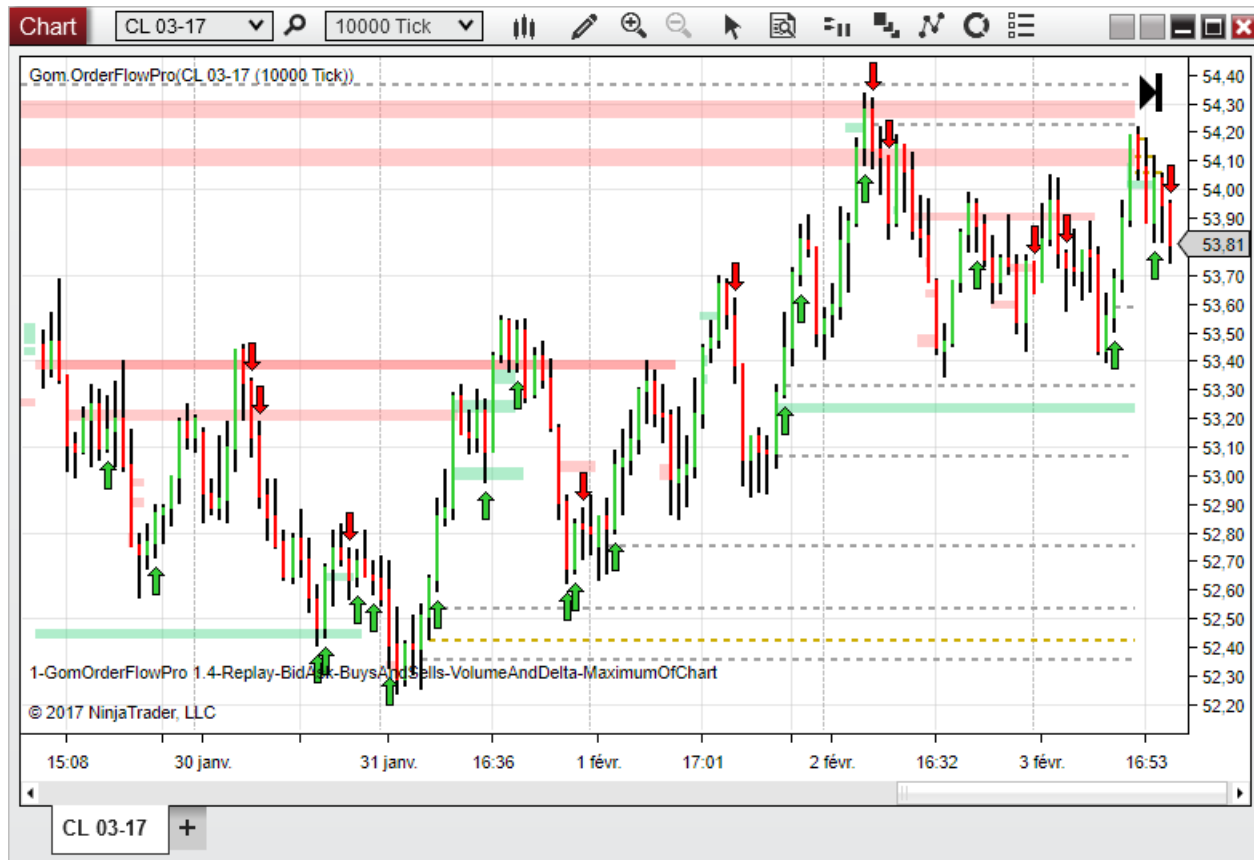 Chart
CL 03-17
10000 Tick
Gom.OrderFlowPro(CL 03-17 (10000 Tick))
54,40
54,30
54,20
54,10
54,00
53,90
53,81
53,70
53,60
53,50
53,40
53,30
53,20
53,10
53,00
52,90
52,80
52,70
52,60
52,50
52,40
52,30
52,20
1-GomOrderFlowPro 1.4-Replay-BidAsk-BuysAndSells-VolumeAndDelta-MaximumOfChart
© 2017 NinjaTrader, LLC
15:08 30 janv. 31 janv. 16:36 1 févr. 17:01 2 févr. 16:32 3 févr. 16:53
CL 03-17 +